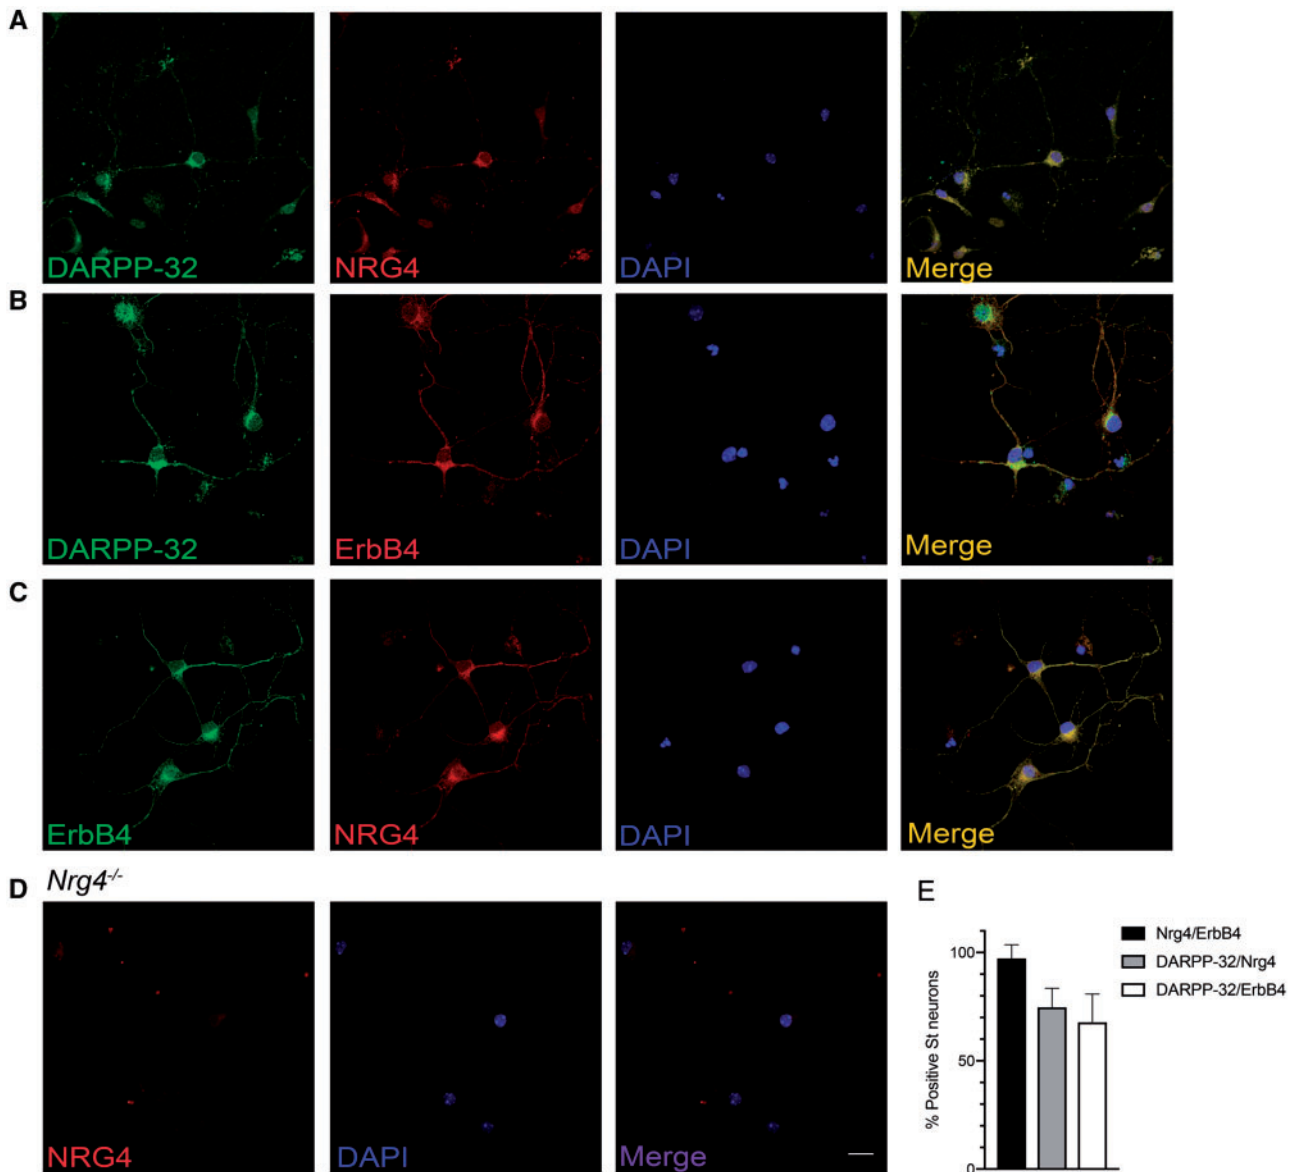 A
DARPP-32 NRG4 DAPI Merge
B
DARPP-32 ErbB4 DAPI Merge
C
ErbB4 NRG4 DAPI Merge
D Nrg4-/-
NRG4 DAPI Merge
E
% Positive St neurons
100
50
0
Nrg4/ErbB4
DARPP-32/Nrg4
DARPP-32/ErbB4